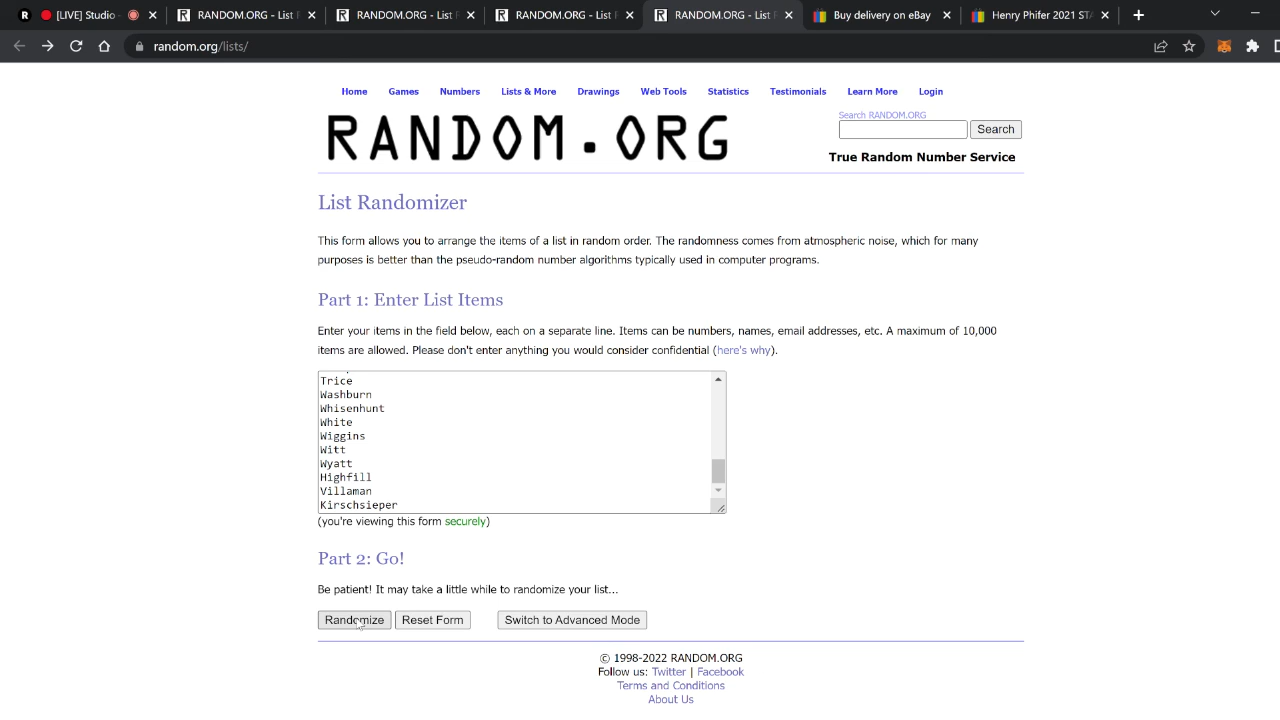 [LIVE] Studio
RANDOM.ORG - List F
RANDOM.ORG - List F
RANDOM.ORG - List F
RANDOM.ORG - List F
Buy delivery on eBay
Henry Phifer 2021 STA
random.org/lists/
Home Games Numbers Lists & More Drawings Web Tools Statistics Testimonials Learn More Login
RANDOM.ORG
Search RANDOM.ORG
Search
True Random Number Service
List Randomizer
This form allows you to arrange the items of a list in random order. The randomness comes from atmospheric noise, which for many
purposes is better than the pseudo-random number algorithms typically used in computer programs.
Part 1: Enter List Items
Enter your items in the field below, each on a separate line. Items can be numbers, names, email addresses, etc. A maximum of 10,000
items are allowed. Please don't enter anything you would consider confidential (here's why).
Trice
Washburn
Whisenhunt
White
Wiggins
Witt
Wyatt
Highfill
Villaman
Kirschsieper
(you're viewing this form securely)
Part 2: Go!
Be patient! It may take a little while to randomize your list...
Randomize Reset Form Switch to Advanced Mode
© 1998-2022 RANDOM.ORG
Follow us: Twitter | Facebook
Terms and Conditions
About Us